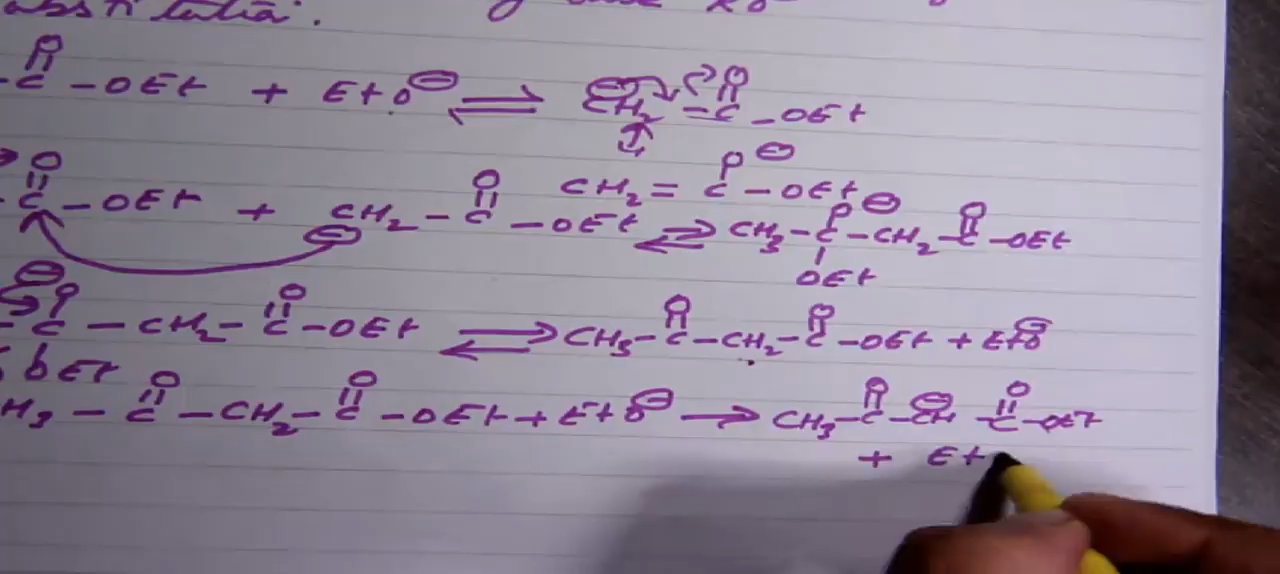 O
-C-OEt + EtO⊖ ⇌ ⊖CH₂-C-OEt
O
CH₂=C-OEt
O O
-C-OEt + CH₂-C-OEt ⇌ CH₃-C-CH₂-C-OEt
OEt
O
-C-CH₂-C-OEt ⇌ CH₃-C-CH₂-C-OEt + EtO⊖
OEt
H₃-C-CH₂-C-OEt + EtO⊖ → CH₃-C-CH-C-OEt
+ Et